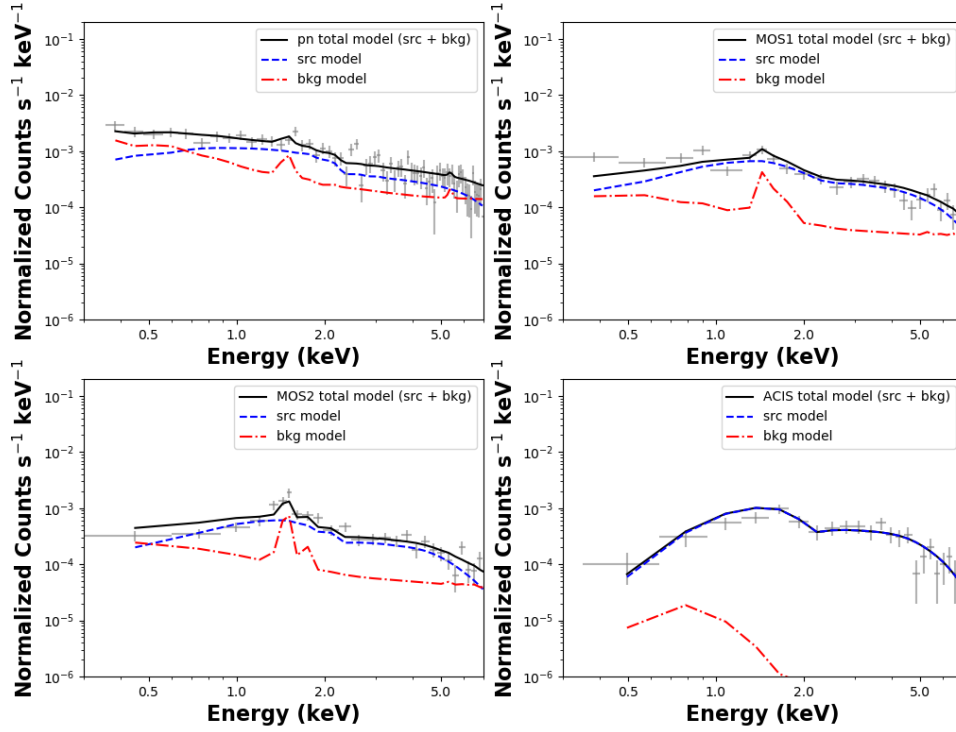 pn total model (src + bkg)
src model
bkg model
Normalized Counts s⁻¹ keV⁻¹
10⁻¹
10⁻²
10⁻³
10⁻⁴
10⁻⁵
10⁻⁶
0.5
1.0
2.0
5.0
Energy (keV)
MOS1 total model (src + bkg)
src model
bkg model
Normalized Counts s⁻¹ keV⁻¹
10⁻¹
10⁻²
10⁻³
10⁻⁴
10⁻⁵
10⁻⁶
0.5
1.0
2.0
5.0
Energy (keV)
MOS2 total model (src + bkg)
src model
bkg model
Normalized Counts s⁻¹ keV⁻¹
10⁻¹
10⁻²
10⁻³
10⁻⁴
10⁻⁵
10⁻⁶
0.5
1.0
2.0
5.0
Energy (keV)
ACIS total model (src + bkg)
src model
bkg model
Normalized Counts s⁻¹ keV⁻¹
10⁻¹
10⁻²
10⁻³
10⁻⁴
10⁻⁵
10⁻⁶
0.5
1.0
2.0
5.0
Energy (keV)